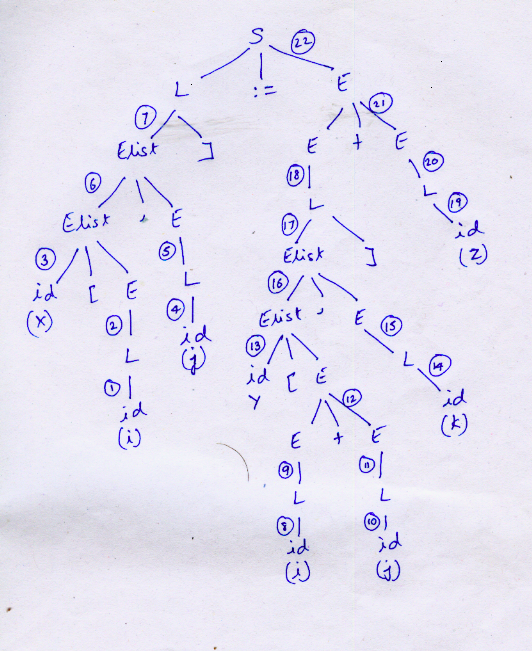 S 22
L := E
7 21
Elist ] E + E
6 18 20
Elist , E L L
3 5 17 19
id [ E L Elist ] id
(X) (Z)
2 4 16
L id Elist , E
(j) 13 15
1 id [ E L
id y 14
(i) 12 id
E + E (k)
9 11
L L
8 10
id id
(i) (j)